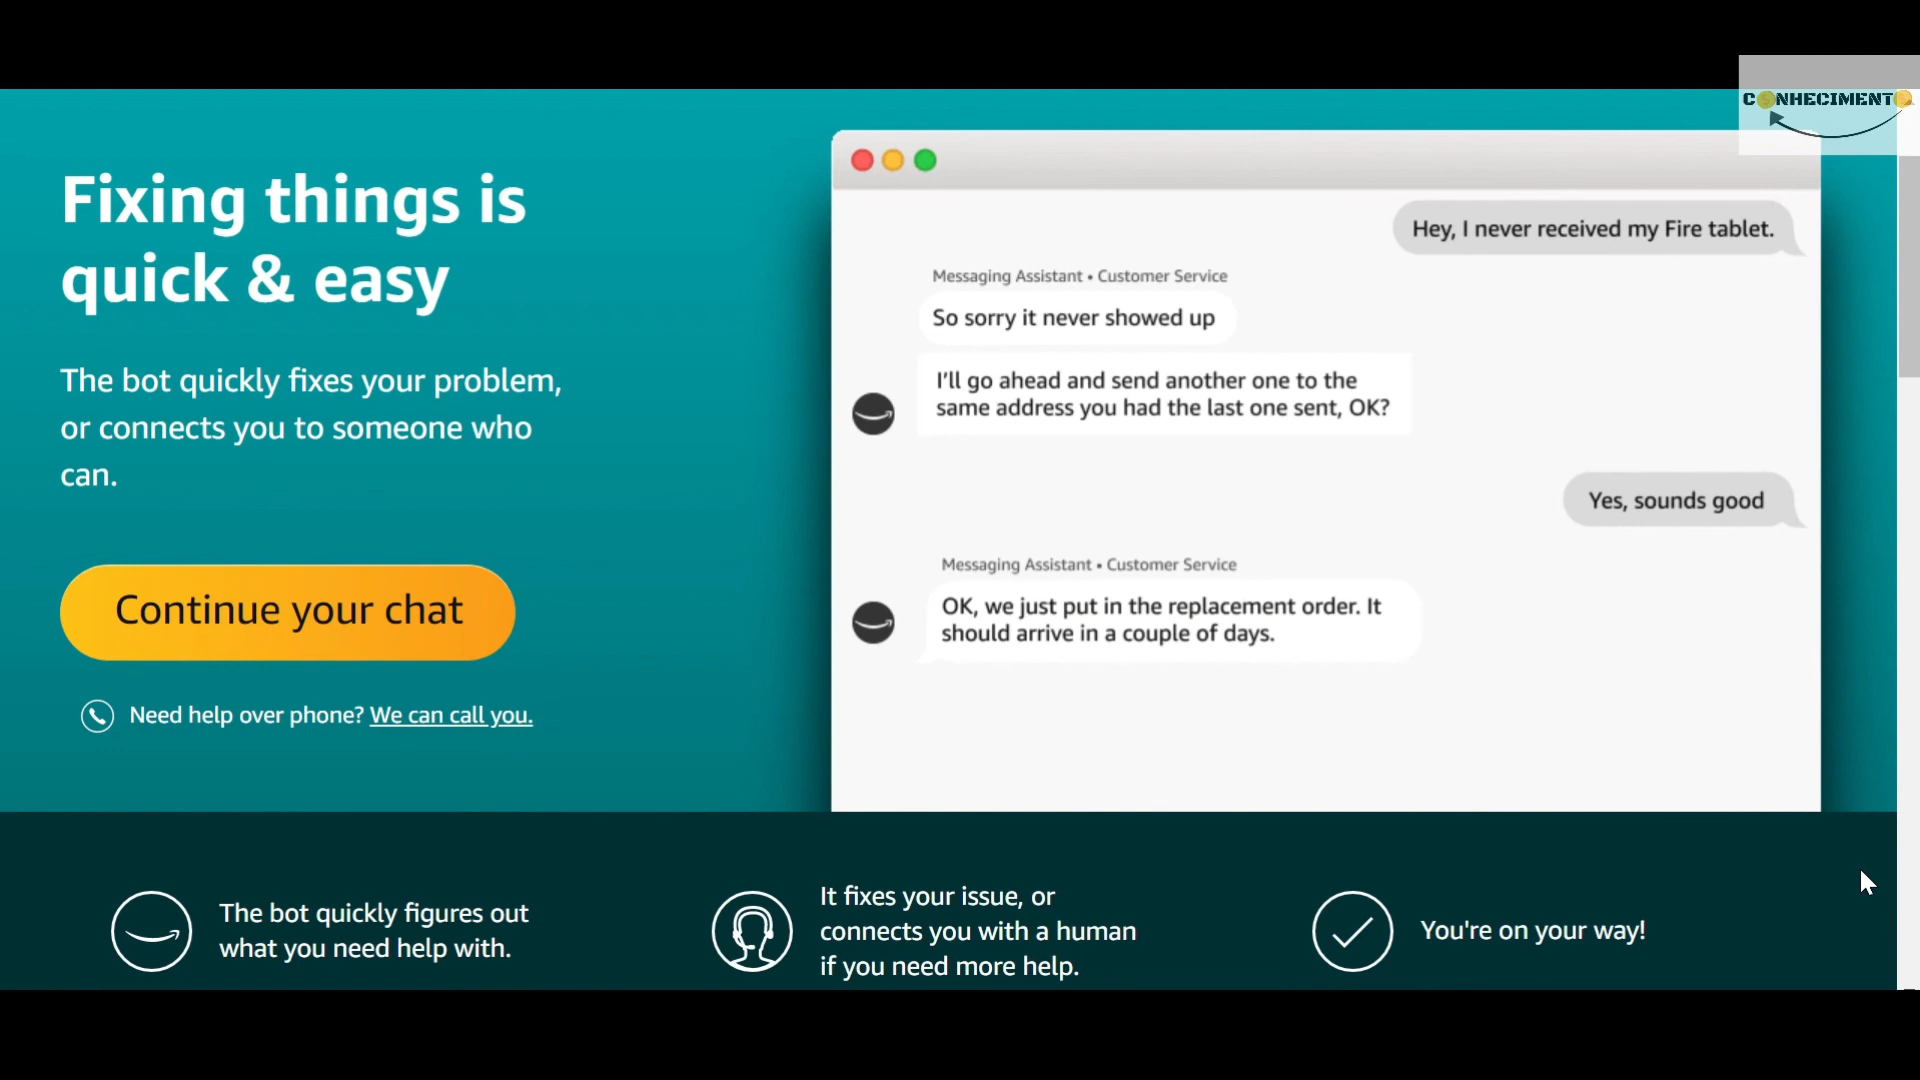 CONHECIMENTO
Fixing things is
quick & easy
The bot quickly fixes your problem,
or connects you to someone who
can.
Continue your chat
Need help over phone? We can call you.
Hey, I never received my Fire tablet.
Messaging Assistant • Customer Service
So sorry it never showed up
I’ll go ahead and send another one to the
same address you had the last one sent, OK?
Yes, sounds good
Messaging Assistant • Customer Service
OK, we just put in the replacement order. It
should arrive in a couple of days.
The bot quickly figures out
what you need help with.
It fixes your issue, or
connects you with a human
if you need more help.
You're on your way!